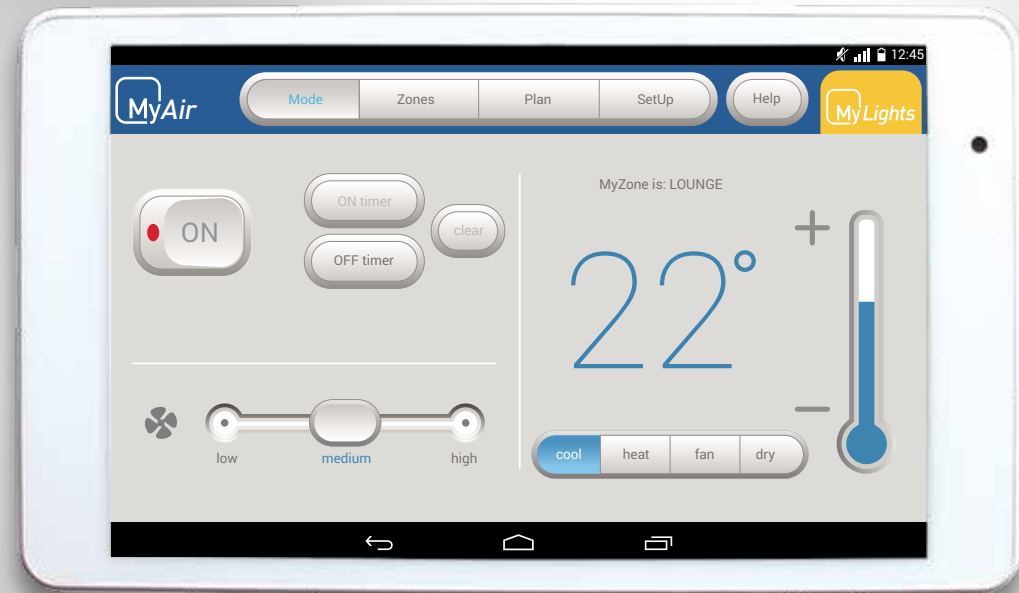 12:45
MyAir
Mode
Zones
Plan
SetUp
Help
MyLights
ON
ON timer
OFF timer
clear
MyZone is: LOUNGE
22°
low
medium
high
cool
heat
fan
dry